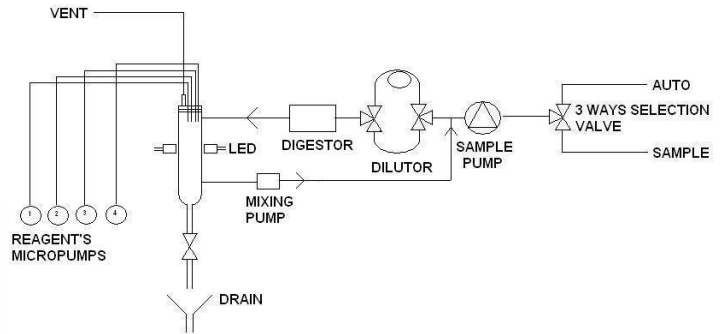 VENT
AUTO
3 WAYS SELECTION
VALVE
SAMPLE
SAMPLE
PUMP
DILUTOR
DIGESTOR
LED
MIXING
PUMP
1 2 3 4
REAGENT'S
MICROPUMPS
DRAIN